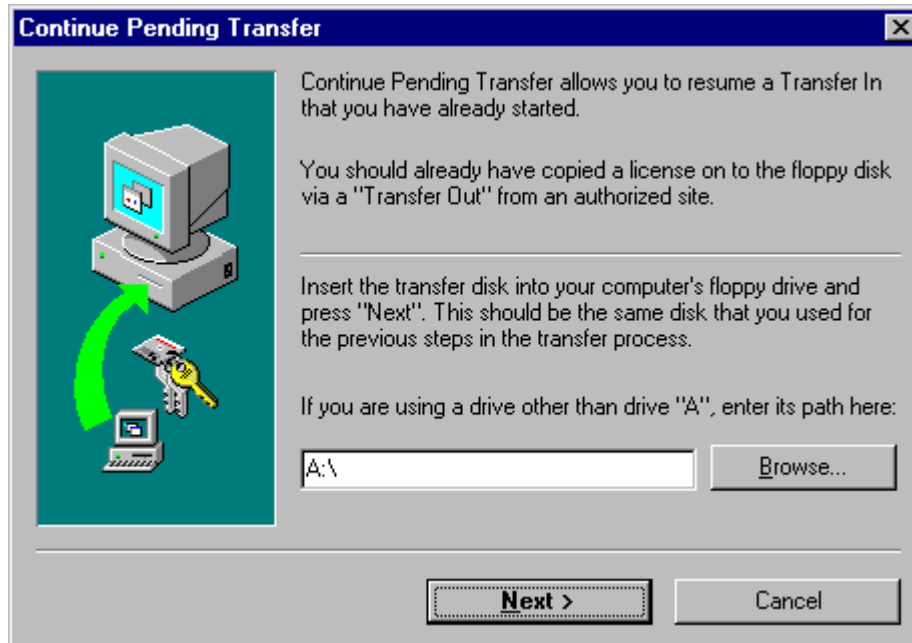 Continue Pending Transfer
Continue Pending Transfer allows you to resume a Transfer In
that you have already started.
You should already have copied a license on to the floppy disk
via a "Transfer Out" from an authorized site.
Insert the transfer disk into your computer's floppy drive and
press "Next". This should be the same disk that you used for
the previous steps in the transfer process.
If you are using a drive other than drive "A", enter its path here:
A:\
Browse...
Next >
Cancel